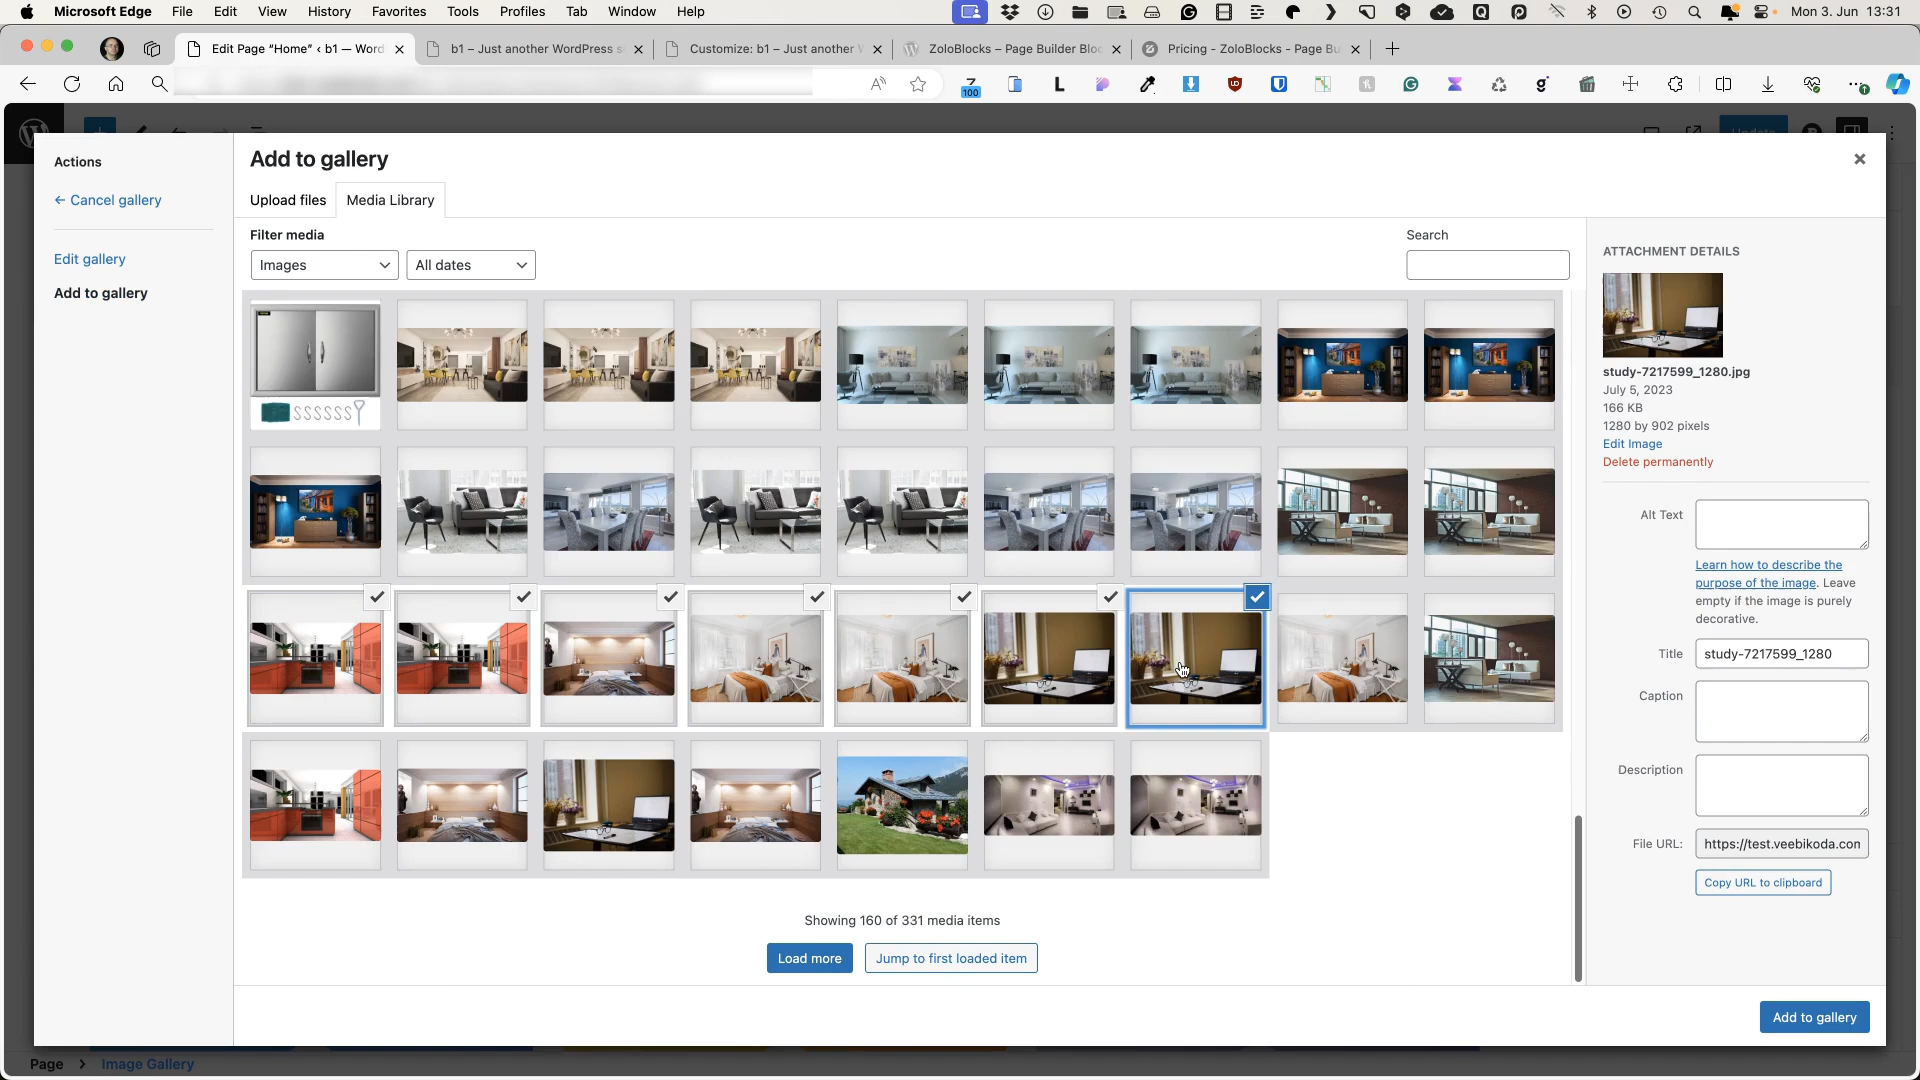 Microsoft Edge File Edit View History Favorites Tools Profiles Tab Window Help Mon 3. Jun 13:31
Edit Page “Home” ‹ b1 — Word
b1 – Just another WordPress s
Customize: b1 – Just another
ZoloBlocks – Page Builder Bloc
Pricing - ZoloBlocks - Page Bu
100
Actions
← Cancel gallery
Edit gallery
Add to gallery
Add to gallery
Upload files
Media Library
Filter media
Images
All dates
Search
ATTACHMENT DETAILS
study-7217599_1280.jpg
July 5, 2023
166 KB
1280 by 902 pixels
Edit Image
Delete permanently
Alt Text
Learn how to describe the
purpose of the image. Leave
empty if the image is purely
decorative.
Title study-7217599_1280
Caption
Description
File URL: https://test.veebikoda.con
Copy URL to clipboard
Showing 160 of 331 media items
Load more
Jump to first loaded item
Add to gallery
Page › Image Gallery